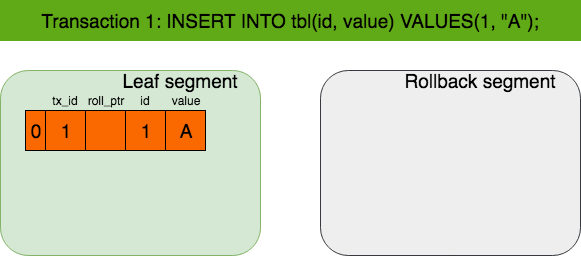 Transaction 1: INSERT INTO tbl(id, value) VALUES(1, "A");
Leaf segment
tx_id roll_ptr id value
0 1 1 A
Rollback segment